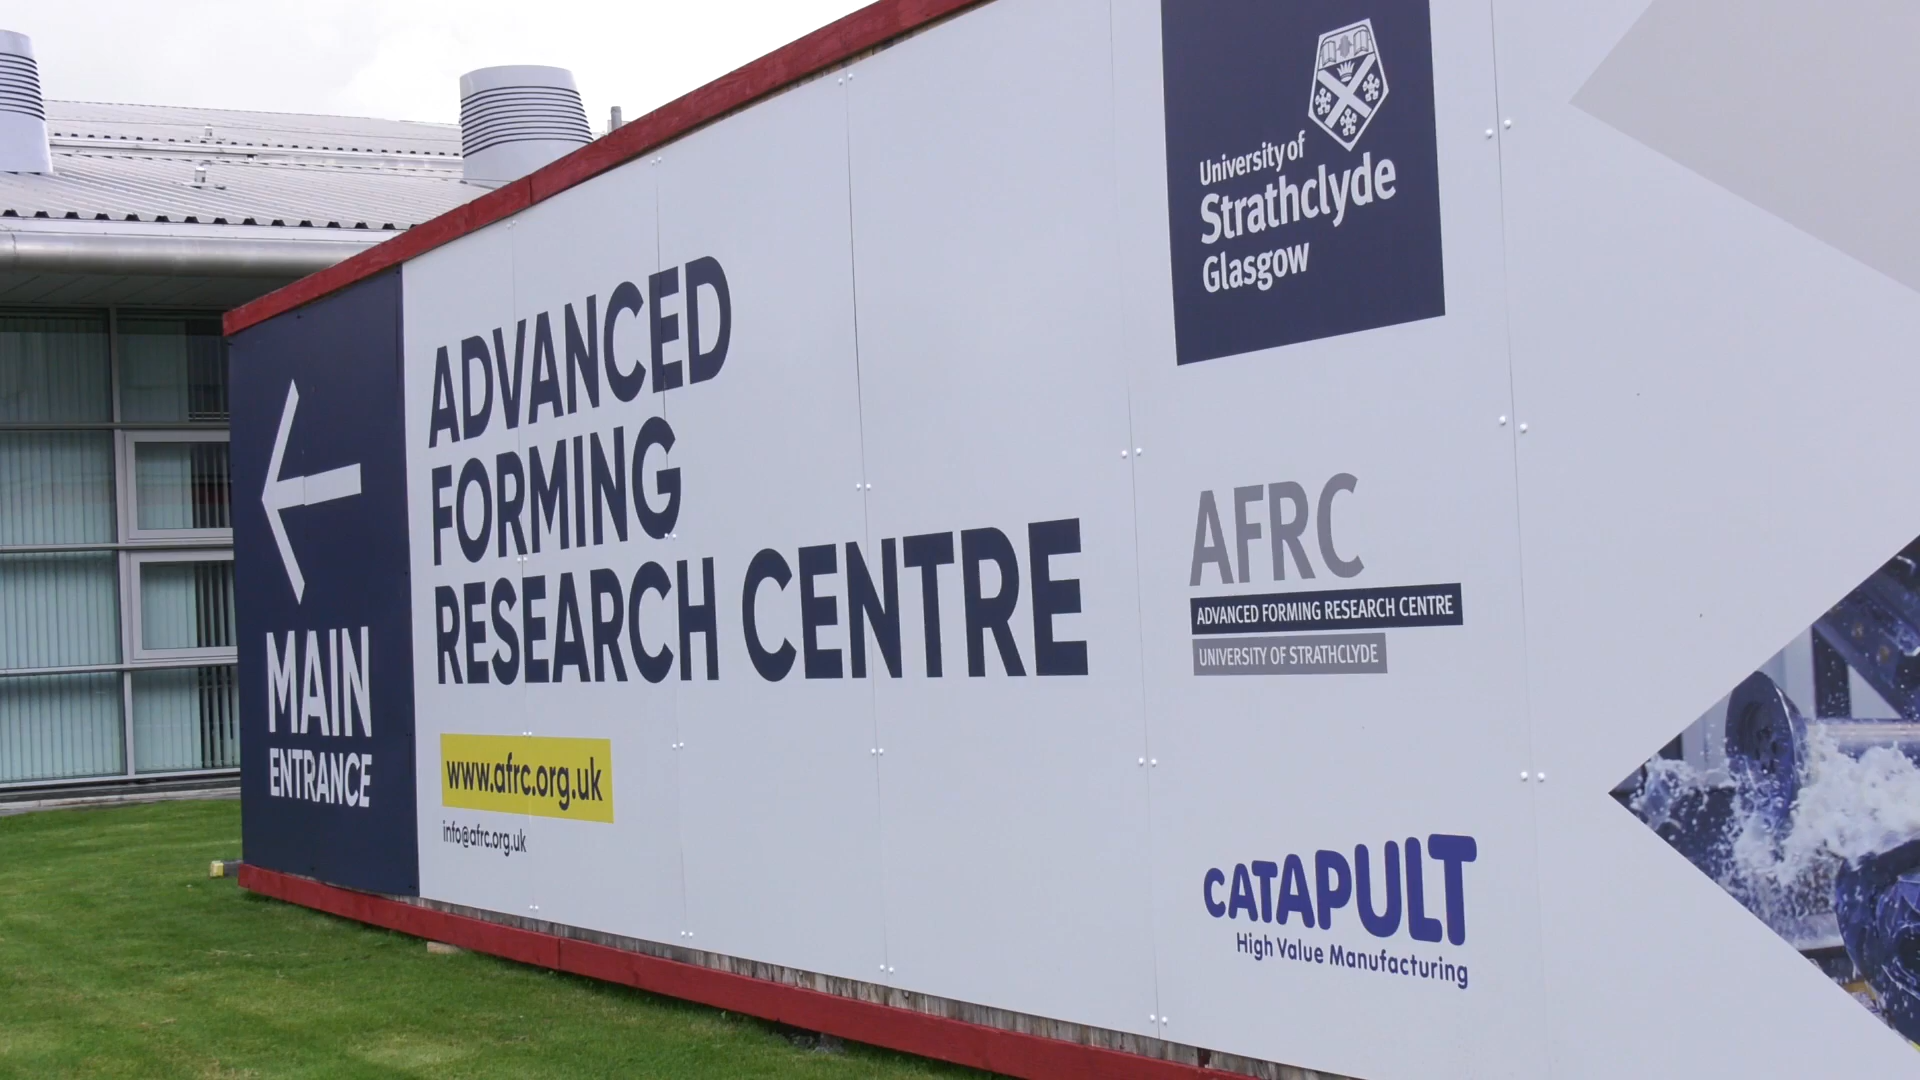 MAIN
ENTRANCE
ADVANCED
FORMING
RESEARCH CENTRE
www.afrc.org.uk
info@afrc.org.uk
University of
Strathclyde
Glasgow
AFRC
ADVANCED FORMING RESEARCH CENTRE
UNIVERSITY OF STRATHCLYDE
CATAPULT
High Value Manufacturing